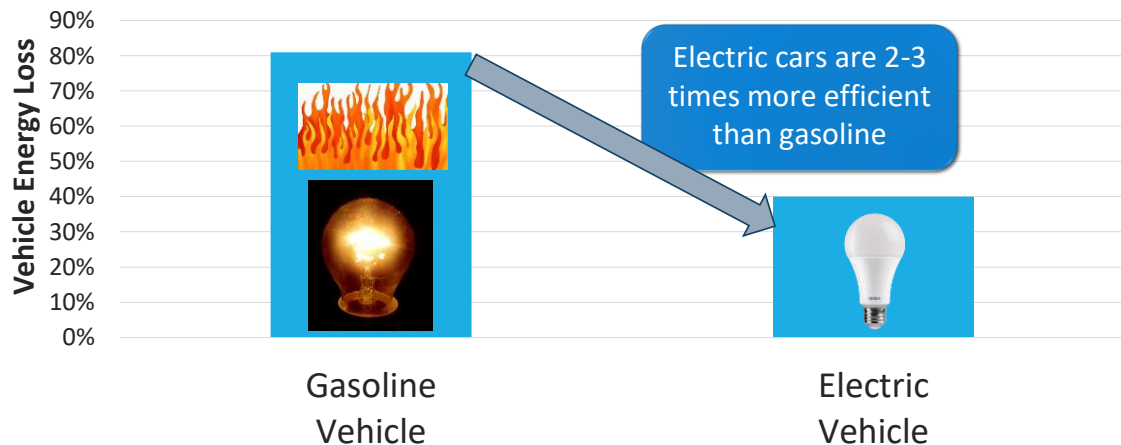 90%
80%
70%
60%
50%
40%
30%
20%
10%
0%
Vehicle Energy Loss
Electric cars are 2-3
times more efficient
than gasoline
Gasoline
Vehicle
Electric
Vehicle